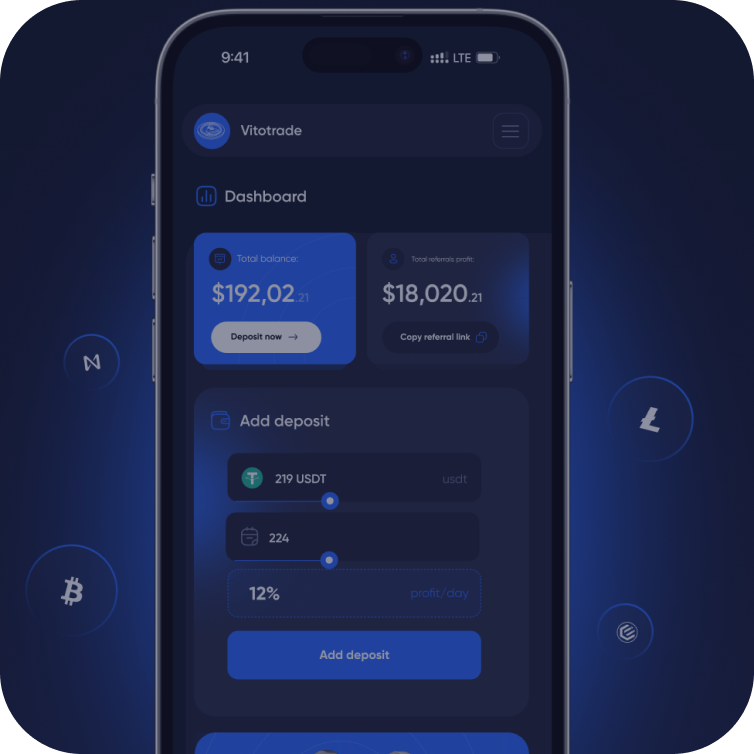 9:41 LTE
Vitotrade
Dashboard
Total balance:
Total referrals profit:
$192,02.21
$18,020.21
Deposit now
Copy referral link
Add deposit
219 USDT usdt
224
12% profit/day
Add deposit